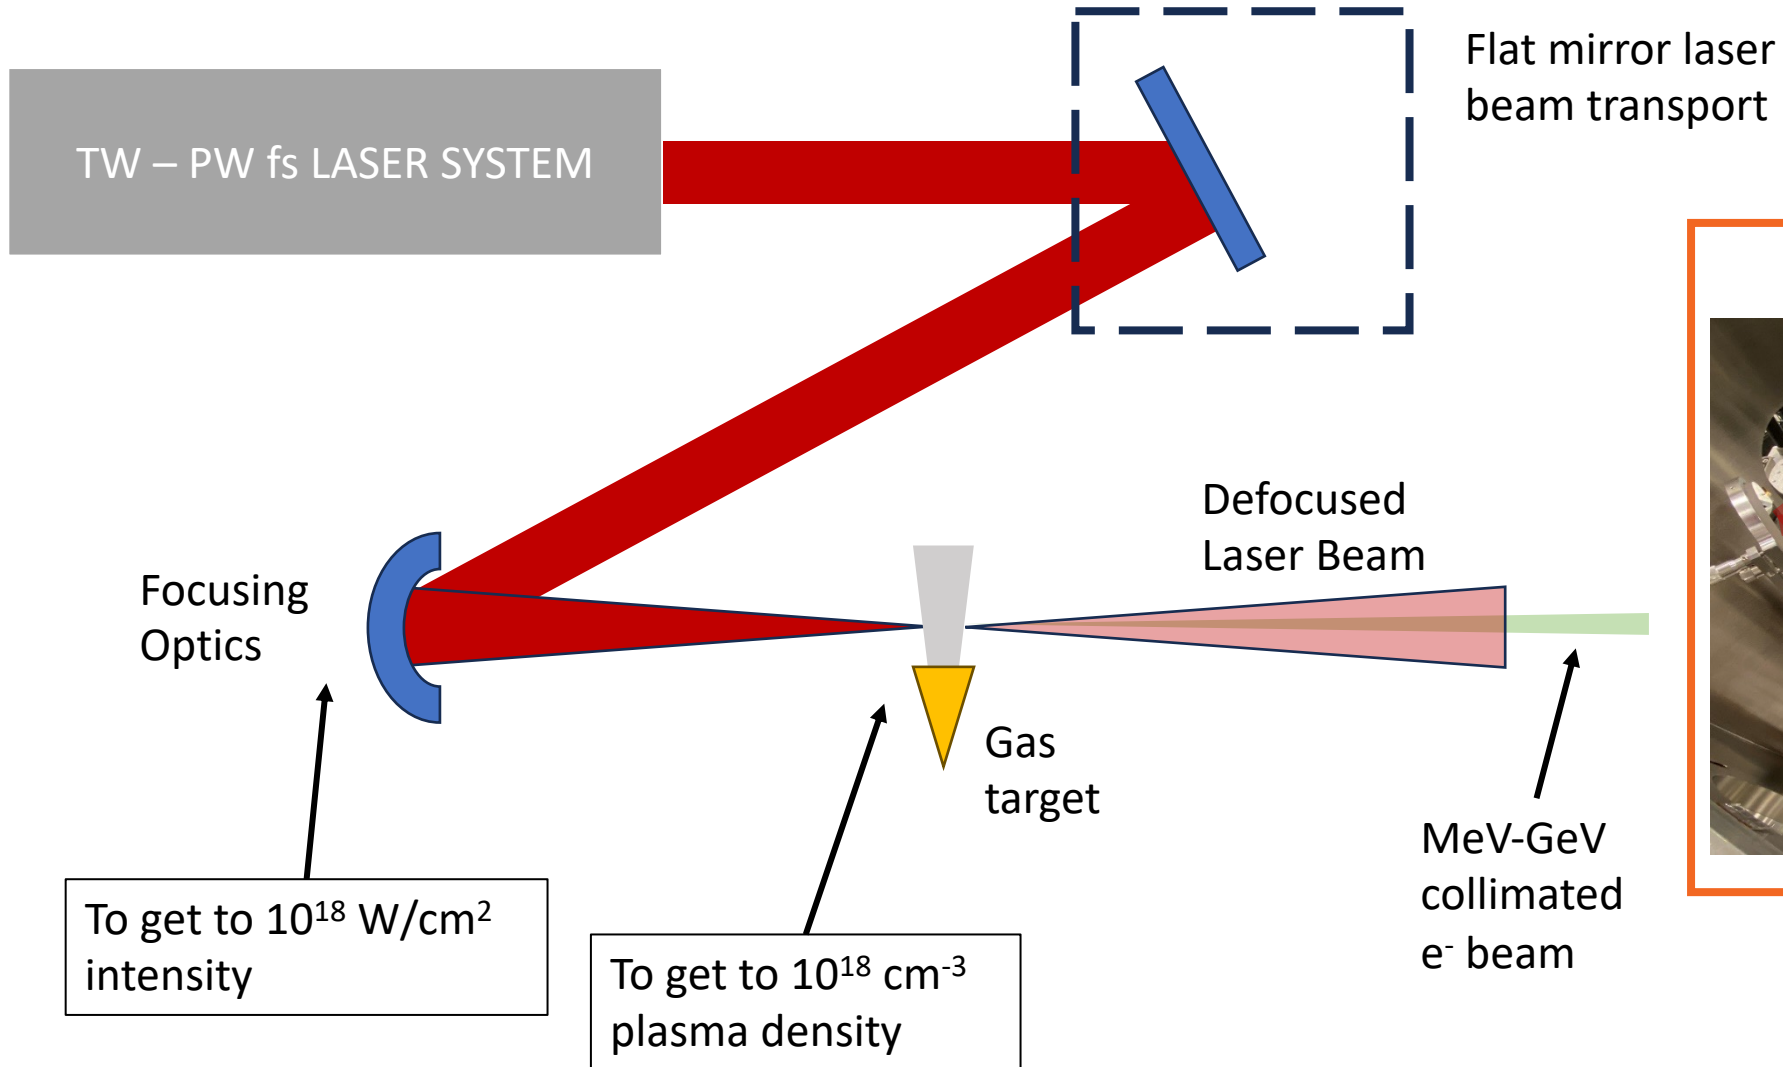 Flat mirror laser
beam transport
TW – PW fs LASER SYSTEM
Defocused
Laser Beam
Focusing
Optics
Gas
target
MeV-GeV
collimated
e⁻ beam
To get to 10¹⁸ W/cm²
intensity
To get to 10¹⁸ cm⁻³
plasma density